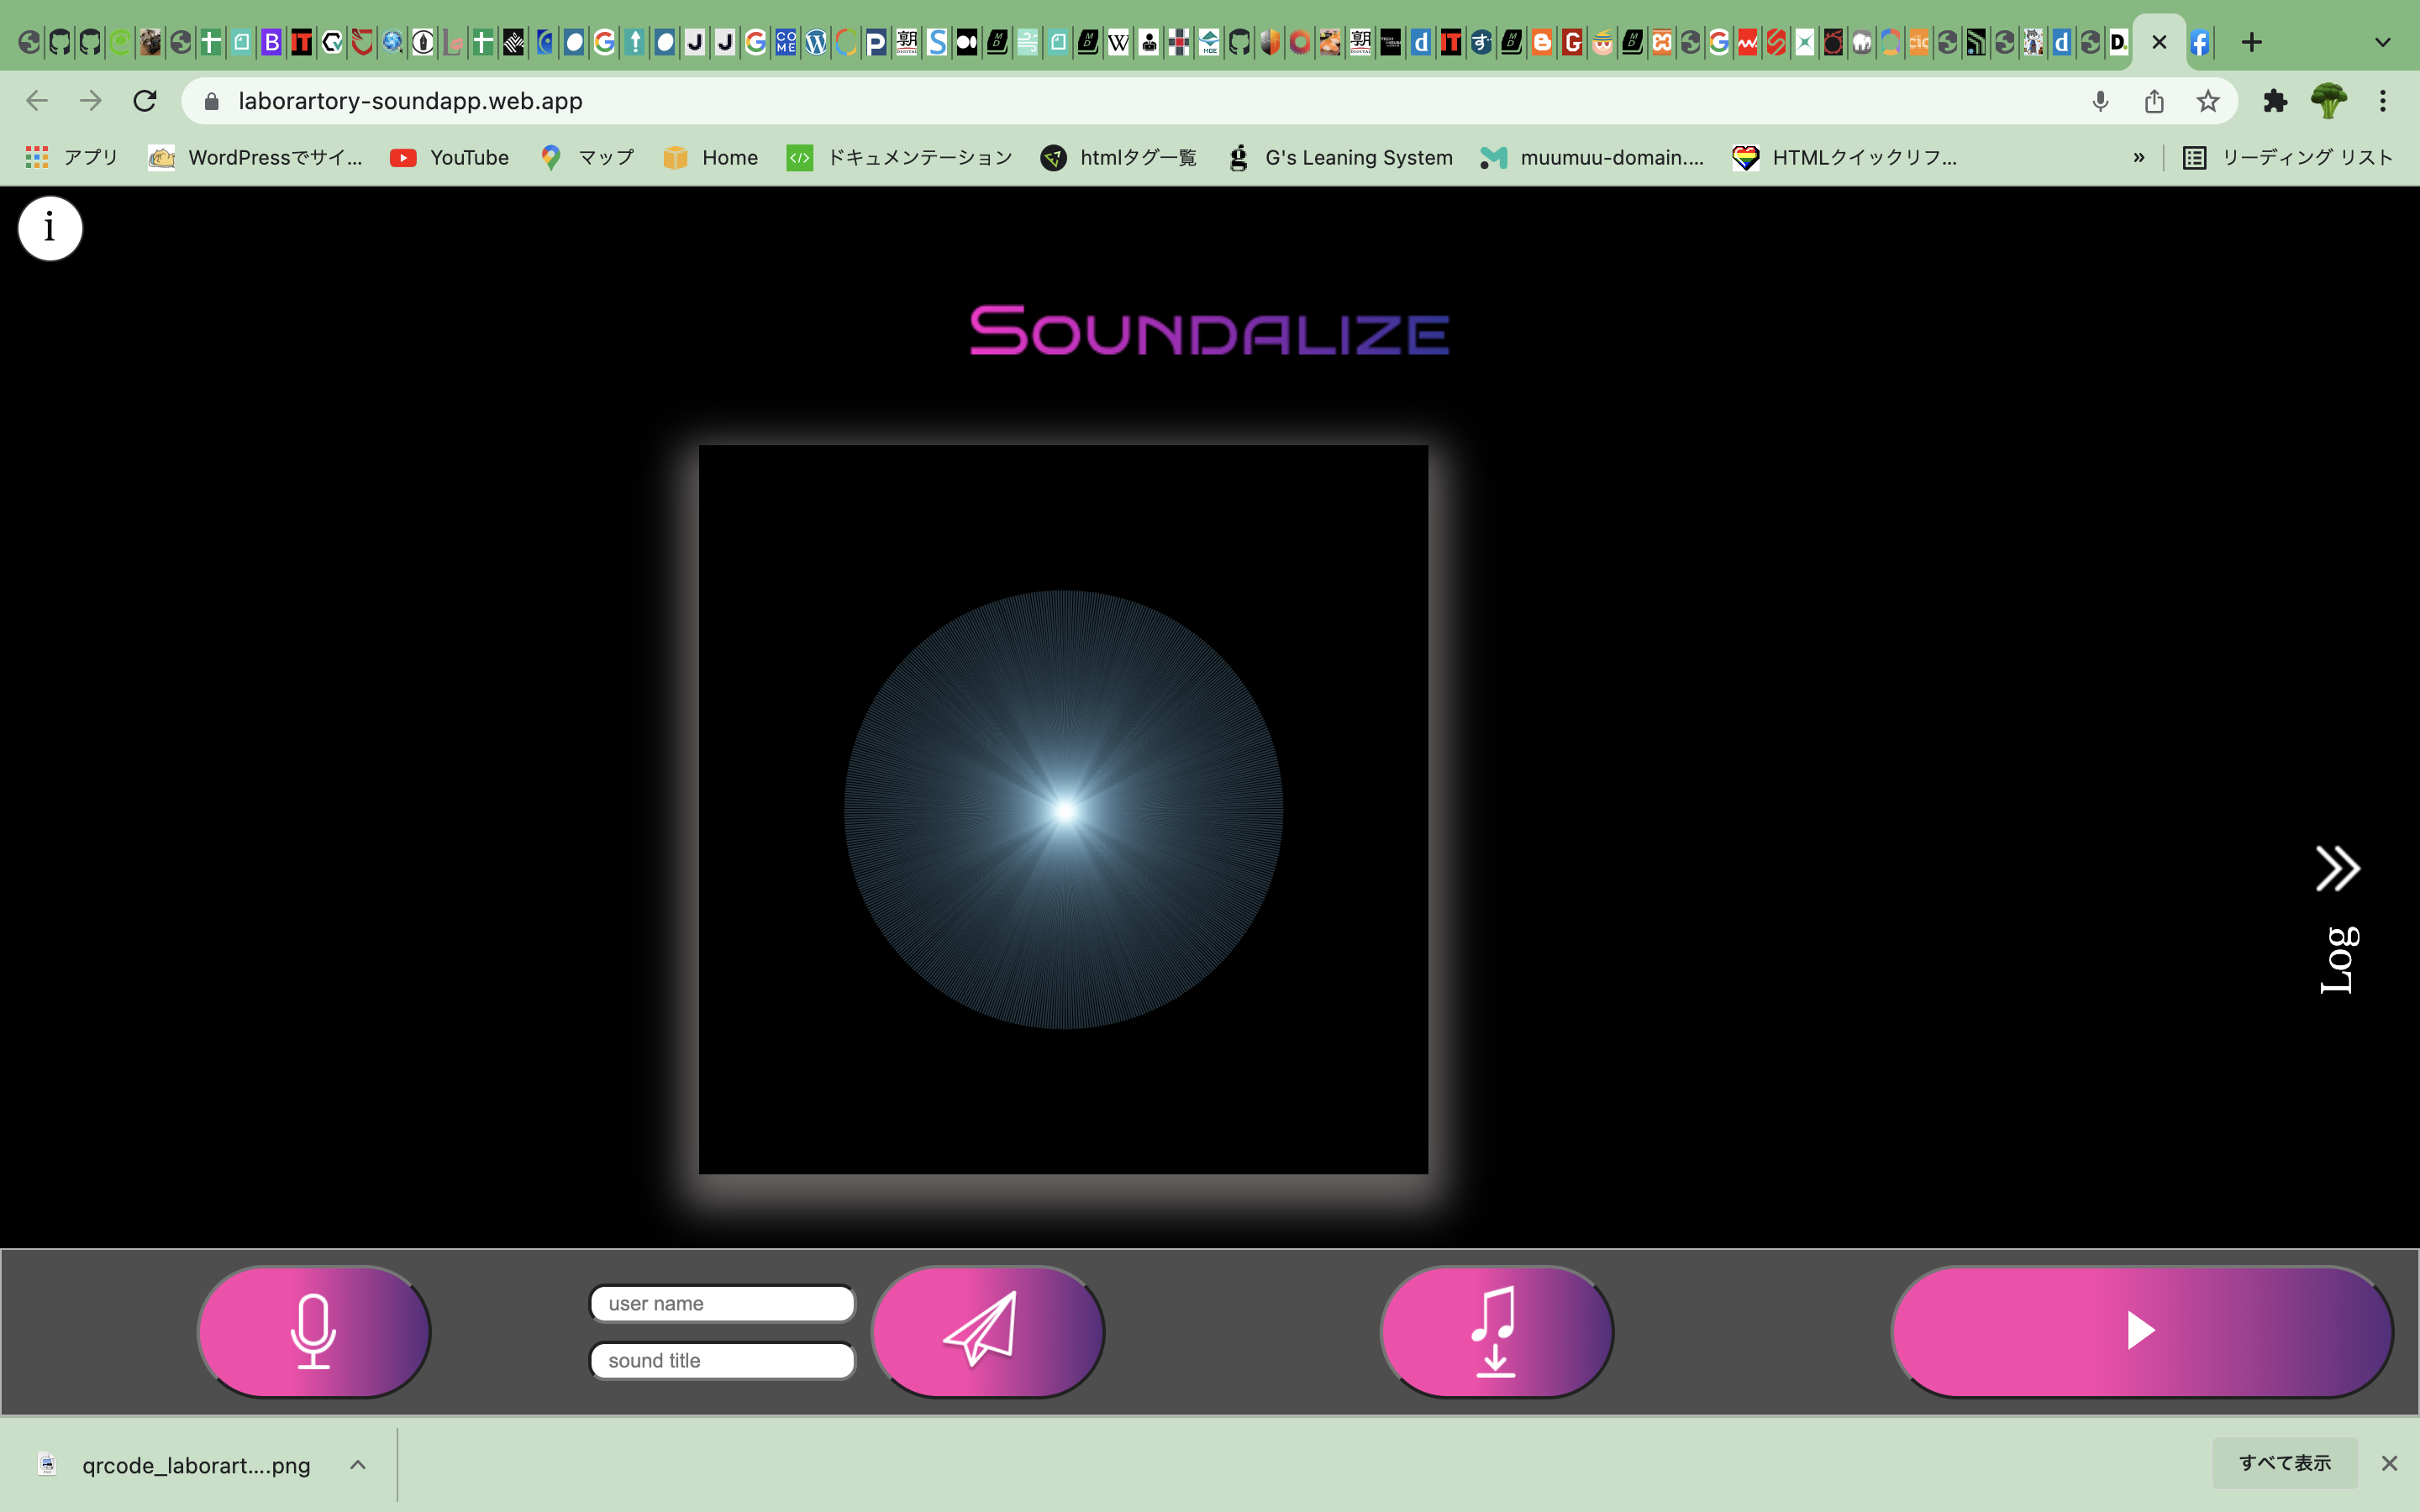 laborartory-soundapp.web.app
アプリ
WordPressでサイ...
YouTube
マップ
Home
ドキュメンテーション
htmlタグ一覧
G's Leaning System
muumuu-domain....
HTMLクイックリフ...
»
リーディング リスト
i
SOUNDALIZE
Log
user name
sound title
qrcode_laborart....png
すべて表示